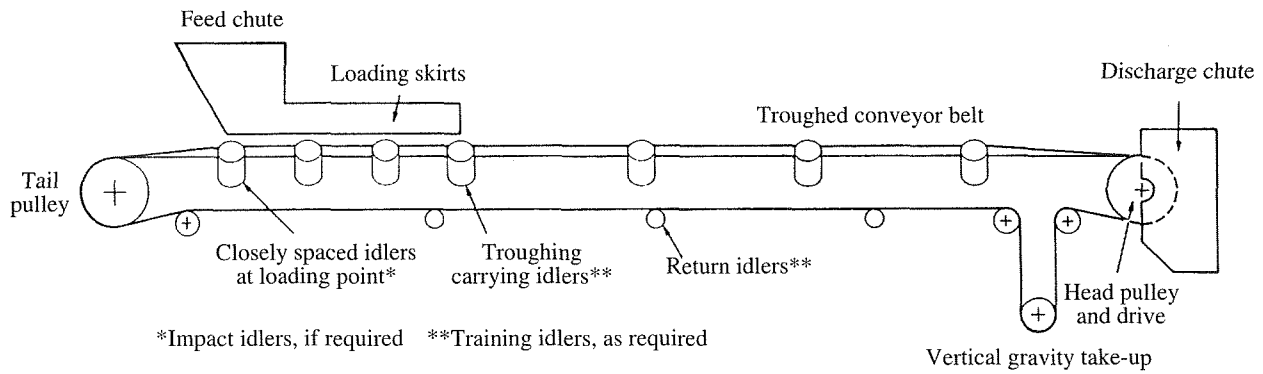 Feed chute
Loading skirts
Discharge chute
Troughed conveyor belt
Tail
pulley
Closely spaced idlers
at loading point*
Troughing
carrying idlers**
Return idlers**
Head pulley
and drive
*Impact idlers, if required **Training idlers, as required
Vertical gravity take-up